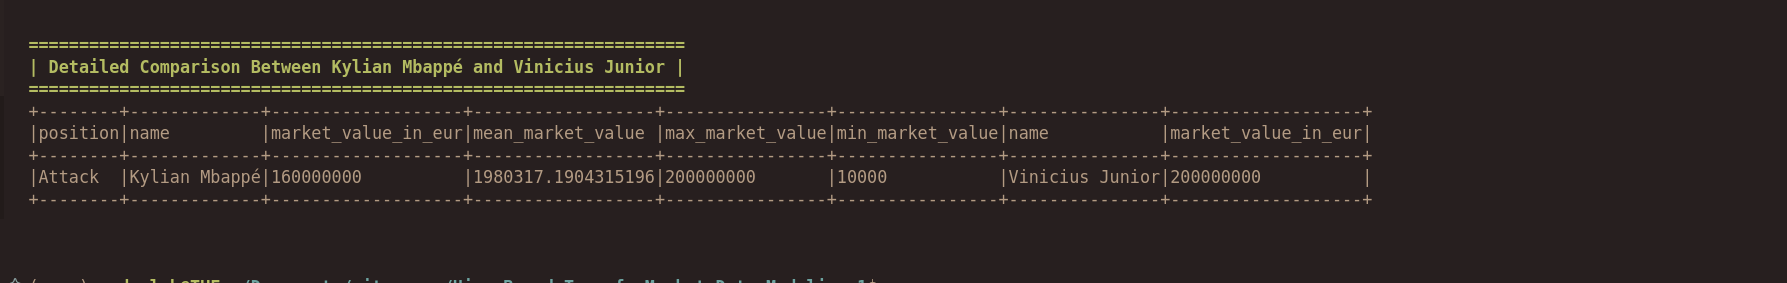 =================================================================
| Detailed Comparison Between Kylian Mbappé and Vinicius Junior |
=================================================================
+--------+-------------+-------------------+------------------+----------------+----------------+---------------+-------------------+
|position|name         |market_value_in_eur|mean_market_value |max_market_value|min_market_value|name           |market_value_in_eur|
+--------+-------------+-------------------+------------------+----------------+----------------+---------------+-------------------+
|Attack  |Kylian Mbappé|160000000          |1980317.1904315196|200000000       |10000           |Vinicius Junior|200000000          |
+--------+-------------+-------------------+------------------+----------------+----------------+---------------+-------------------+